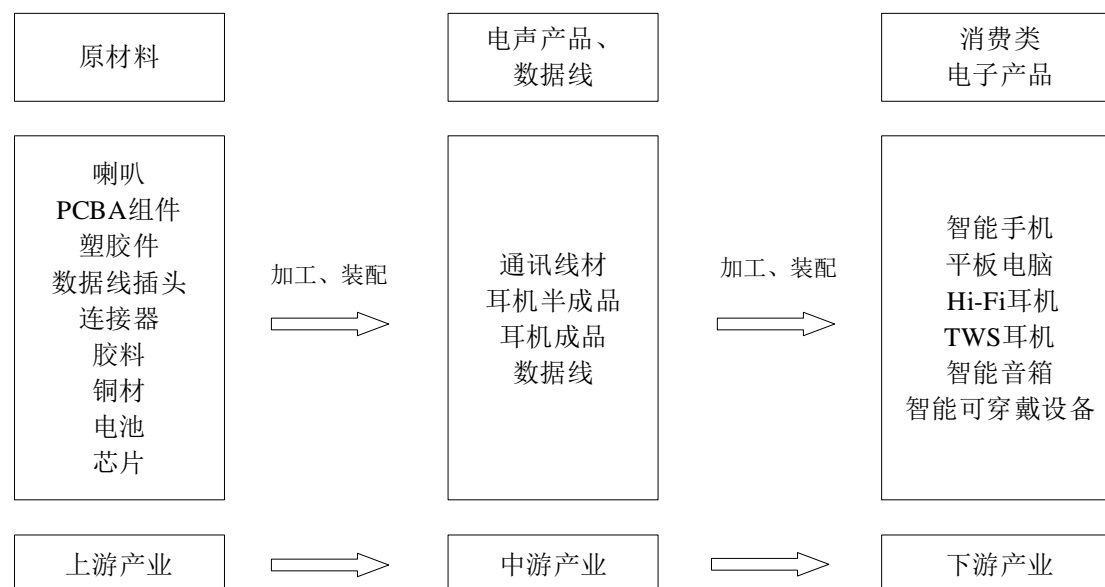 原材料
电声产品、
数据线
消费类
电子产品
喇叭
PCBA组件
塑胶件
数据线插头
连接器
胶料
铜材
电池
芯片
加工、装配
通讯线材
耳机半成品
耳机成品
数据线
加工、装配
智能手机
平板电脑
Hi-Fi耳机
TWS耳机
智能音箱
智能可穿戴设备
上游产业
中游产业
下游产业